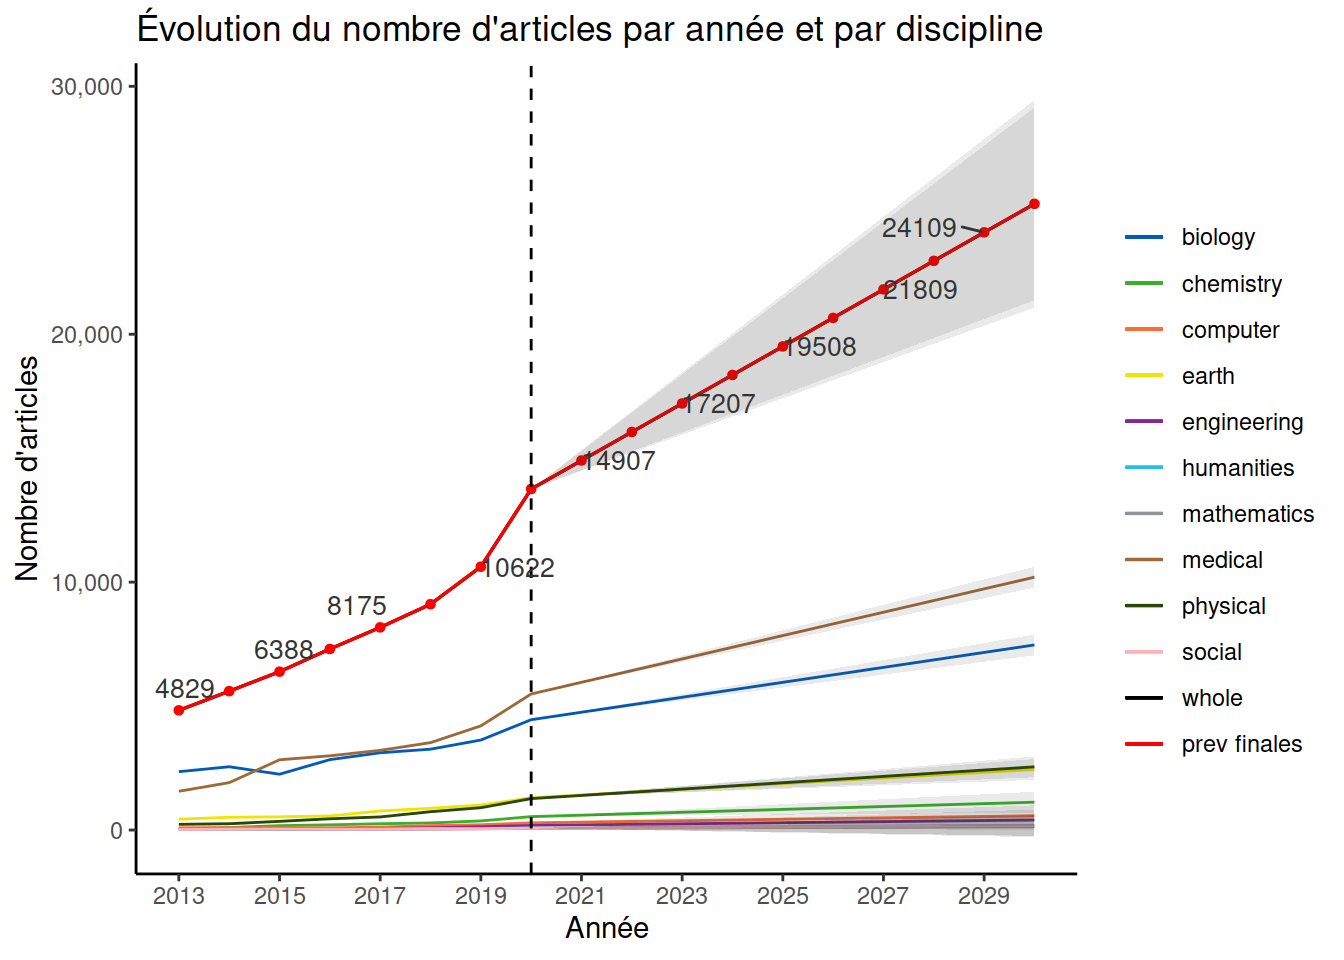 Évolution du nombre d'articles par année et par discipline
Nombre d'articles
30,000
20,000
10,000
0
4829
6388
8175
10622
14907
17207
19508
21809
24109
2013
2015
2017
2019
2021
2023
2025
2027
2029
Année
biology
chemistry
computer
earth
engineering
humanities
mathematics
medical
physical
social
whole
prev finales